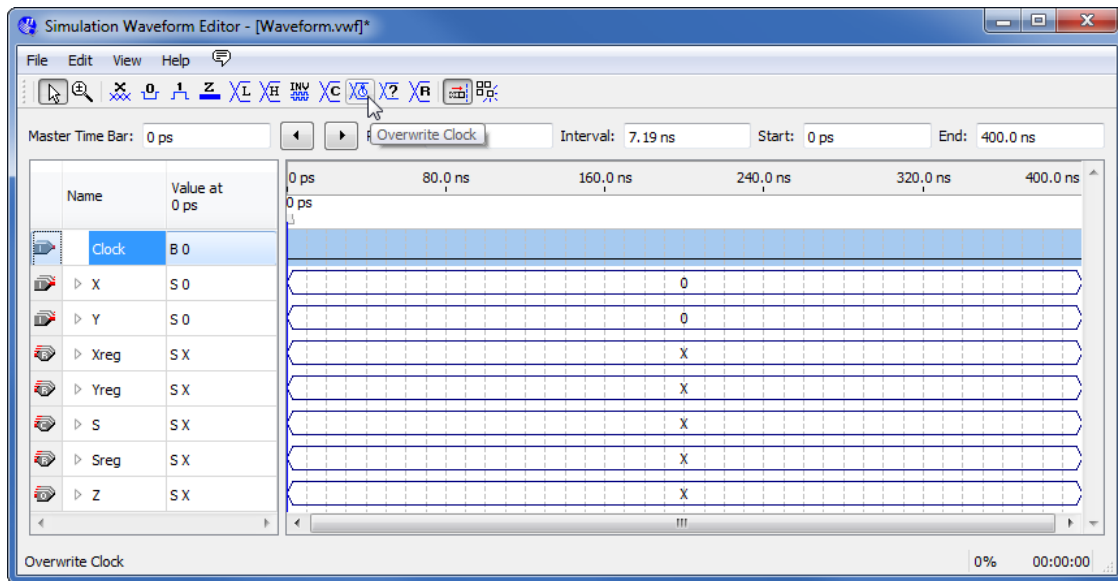 Simulation Waveform Editor - [Waveform.vwf]*
File Edit View Help
Master Time Bar: 0 ps Interval: 7.19 ns Start: 0 ps End: 400.0 ns
Overwrite Clock
Name Value at 0 ps
0 ps 80.0 ns 160.0 ns 240.0 ns 320.0 ns 400.0 ns
0 ps
Clock B 0
X S 0 0
Y S 0 0
Xreg S X X
Yreg S X X
S S X X
Sreg S X X
Z S X X
Overwrite Clock 0% 00:00:00